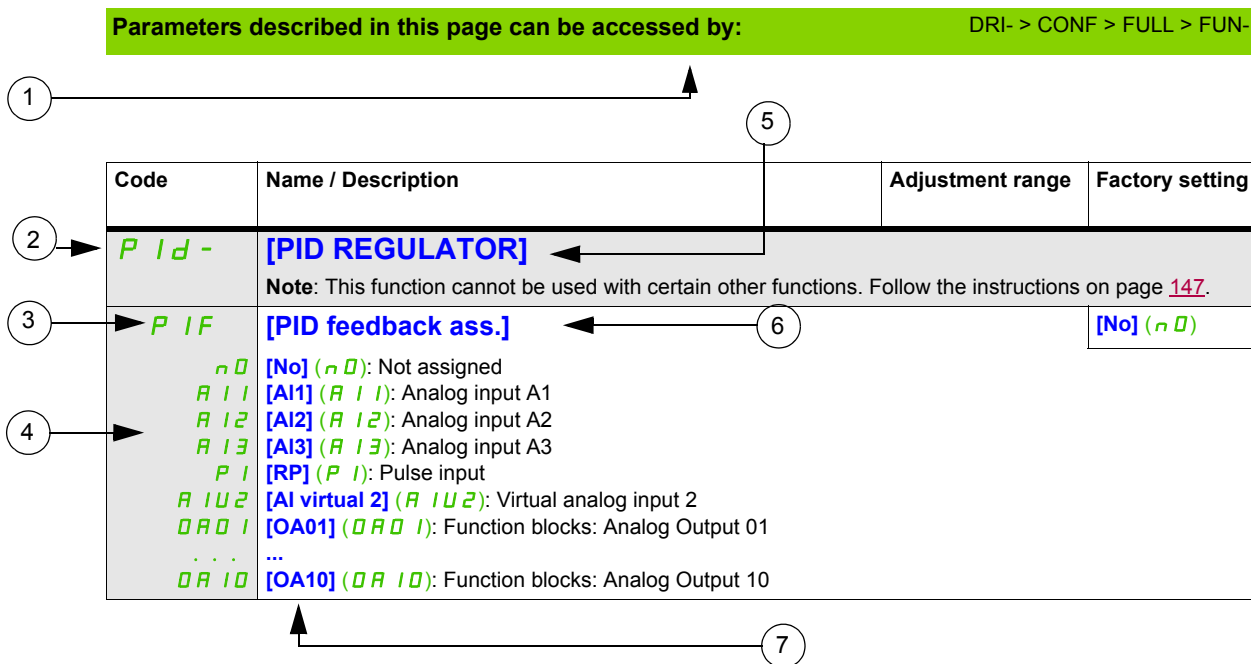 Parameters described in this page can be accessed by: DRI- > CONF > FULL > FUN-
1
5
Code Name / Description Adjustment range Factory setting
2 PId- [PID REGULATOR]
Note: This function cannot be used with certain other functions. Follow the instructions on page 147.
3 PIF [PID feedback ass.] 6 [No] (nO)
nO [No] (nO): Not assigned
AI1 [AI1] (AI1): Analog input A1
AI2 [AI2] (AI2): Analog input A2
4 AI3 [AI3] (AI3): Analog input A3
PI [RP] (PI): Pulse input
AIU2 [AI virtual 2] (AIU2): Virtual analog input 2
OA01 [OA01] (OA01): Function blocks: Analog Output 01
... ...
OA10 [OA10] (OA10): Function blocks: Analog Output 10
7